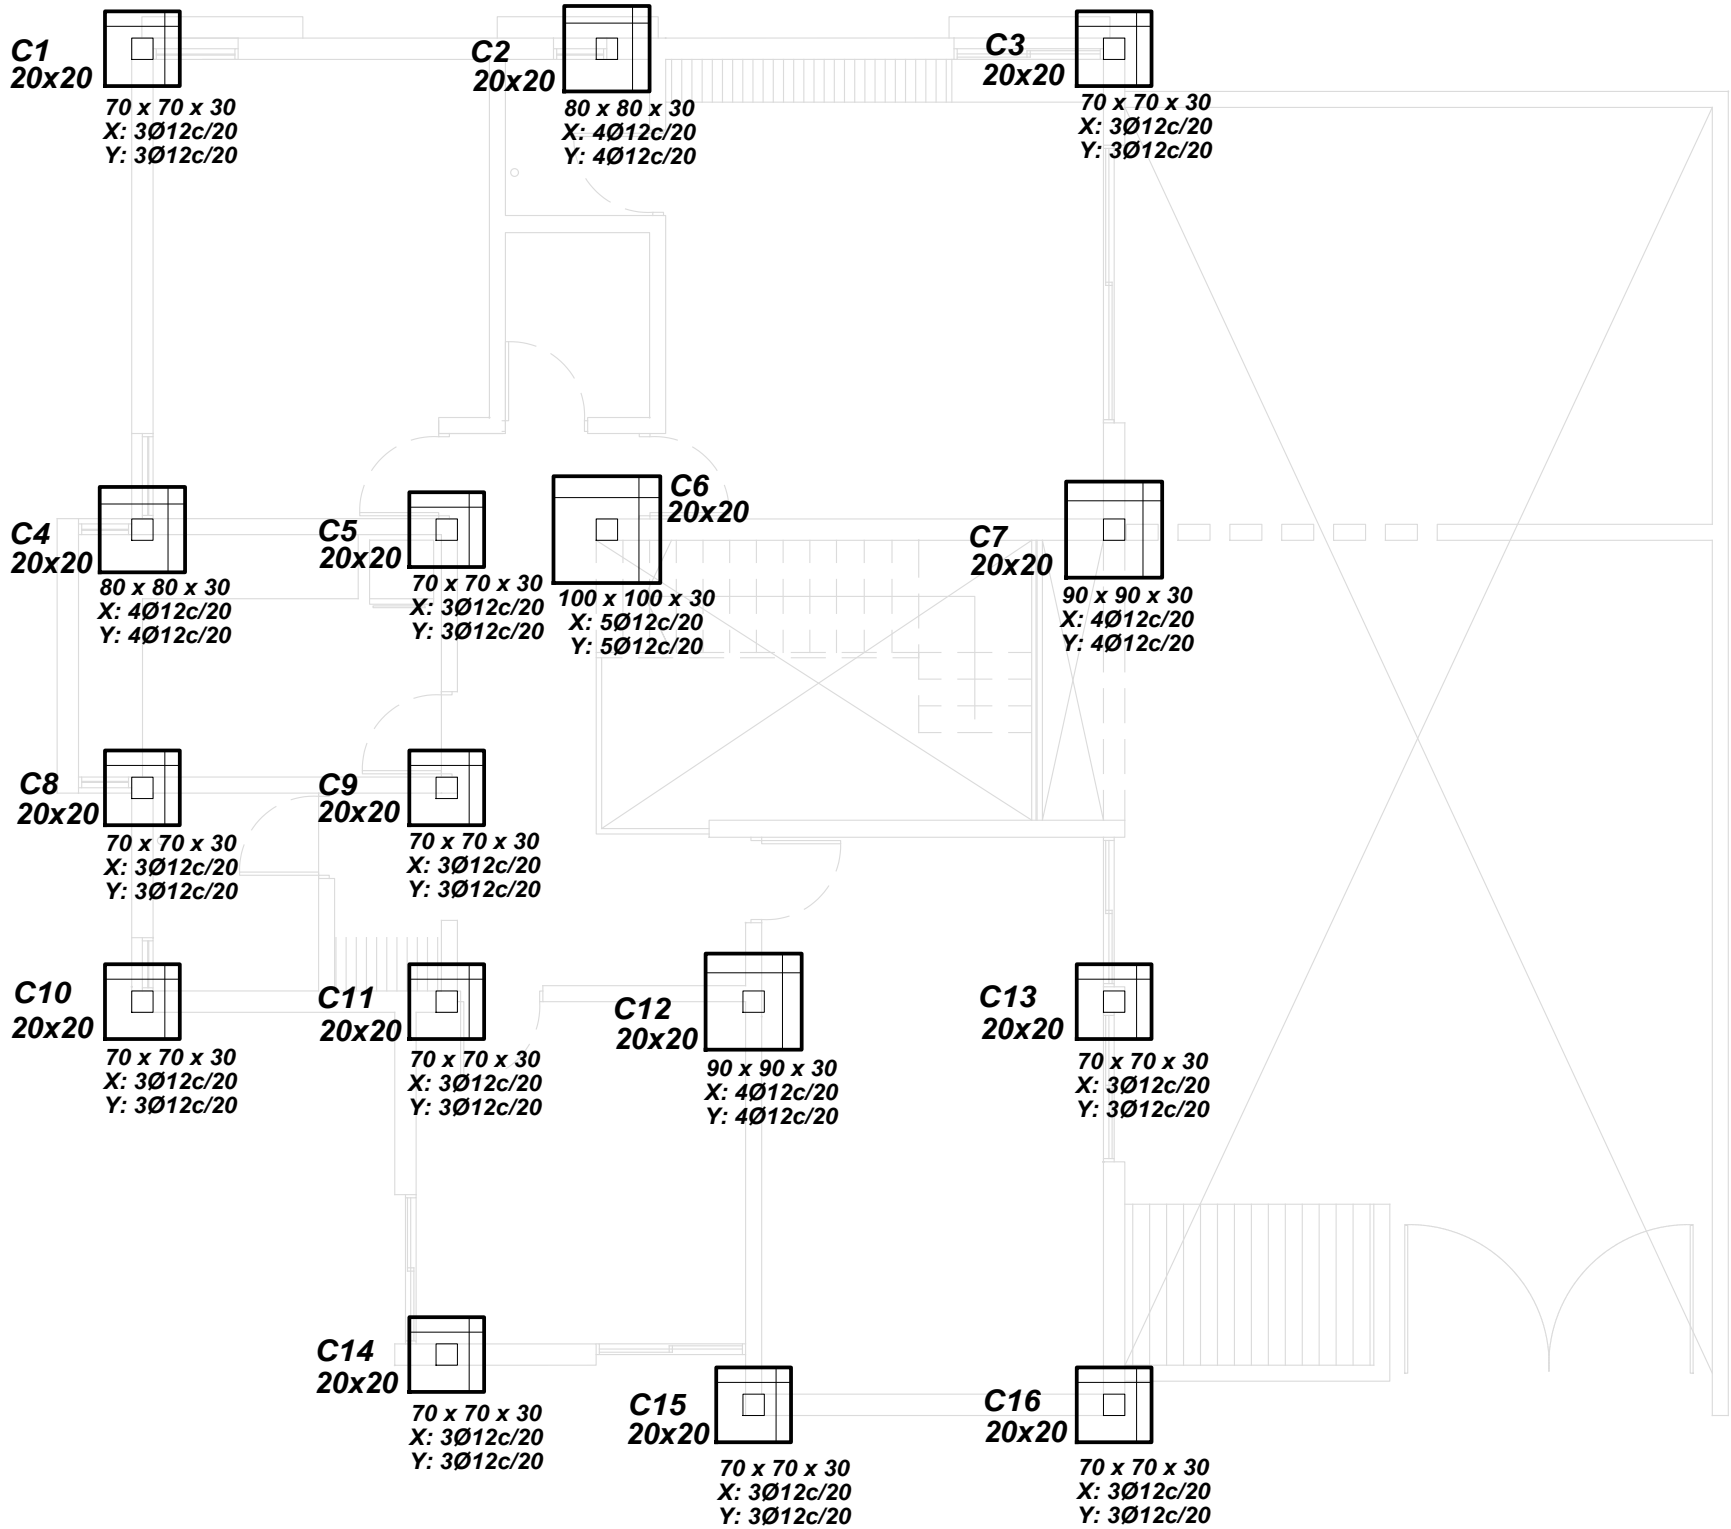 C1
20x20
70 x 70 x 30
X: 3Ø12c/20
Y: 3Ø12c/20
C2
20x20
80 x 80 x 30
X: 4Ø12c/20
Y: 4Ø12c/20
C3
20x20
70 x 70 x 30
X: 3Ø12c/20
Y: 3Ø12c/20
C4
20x20
80 x 80 x 30
X: 4Ø12c/20
Y: 4Ø12c/20
C5
20x20
70 x 70 x 30
X: 3Ø12c/20
Y: 3Ø12c/20
C6
20x20
100 x 100 x 30
X: 5Ø12c/20
Y: 5Ø12c/20
C7
20x20
90 x 90 x 30
X: 4Ø12c/20
Y: 4Ø12c/20
C8
20x20
70 x 70 x 30
X: 3Ø12c/20
Y: 3Ø12c/20
C9
20x20
70 x 70 x 30
X: 3Ø12c/20
Y: 3Ø12c/20
C10
20x20
70 x 70 x 30
X: 3Ø12c/20
Y: 3Ø12c/20
C11
20x20
70 x 70 x 30
X: 3Ø12c/20
Y: 3Ø12c/20
C12
20x20
90 x 90 x 30
X: 4Ø12c/20
Y: 4Ø12c/20
C13
20x20
70 x 70 x 30
X: 3Ø12c/20
Y: 3Ø12c/20
C14
20x20
70 x 70 x 30
X: 3Ø12c/20
Y: 3Ø12c/20
C15
20x20
70 x 70 x 30
X: 3Ø12c/20
Y: 3Ø12c/20
C16
20x20
70 x 70 x 30
X: 3Ø12c/20
Y: 3Ø12c/20